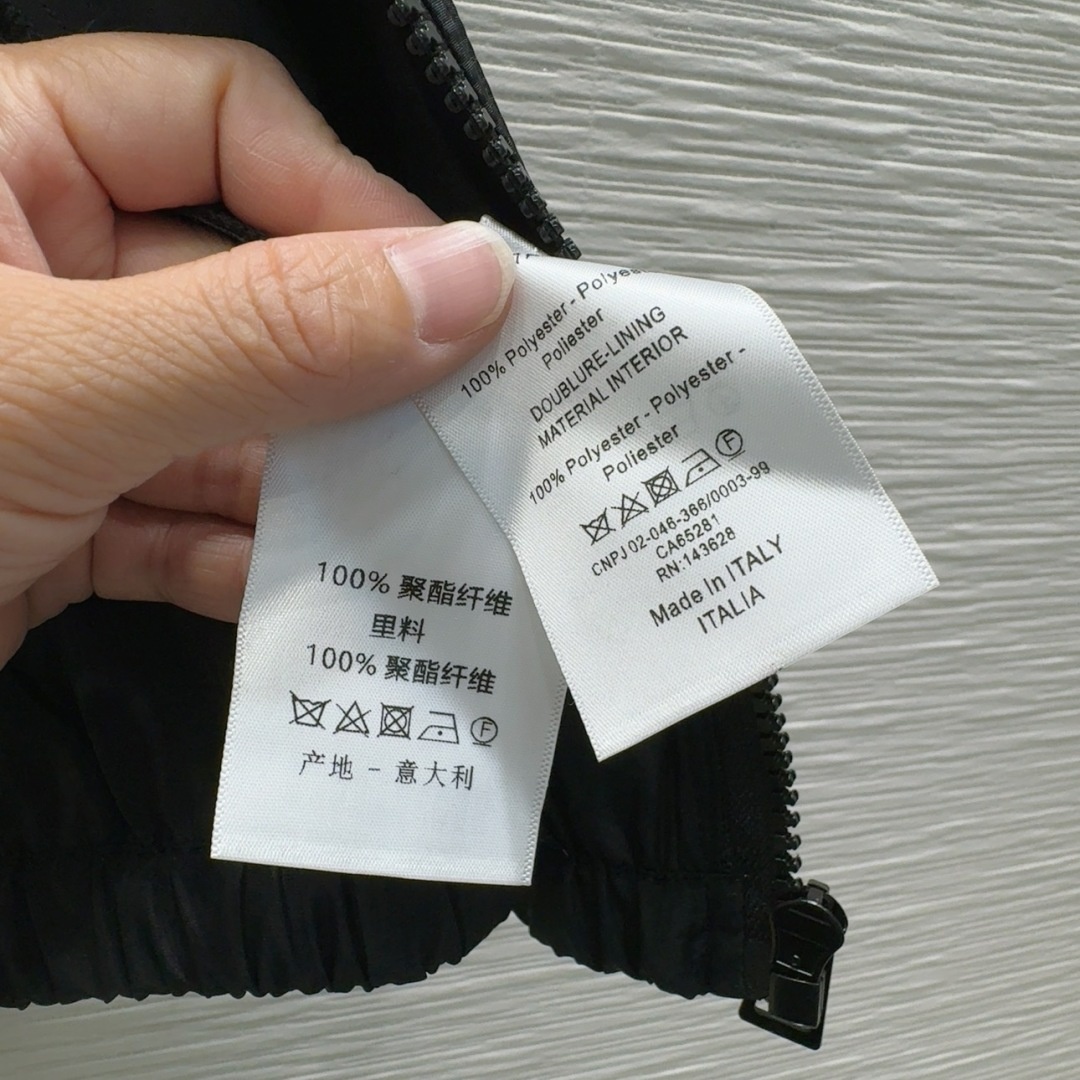 100% 聚酯纤维
里料
100% 聚酯纤维
F
产地 - 意大利
100% Polyester - Polyes
Poliester
DOUBLURE-LINING
MATERIAL INTERIOR
100% Polyester - Polyester -
Poliester
F
CNPJ 02-046-366/0003-99
CA65281
RN:143628
Made In ITALY
ITALIA